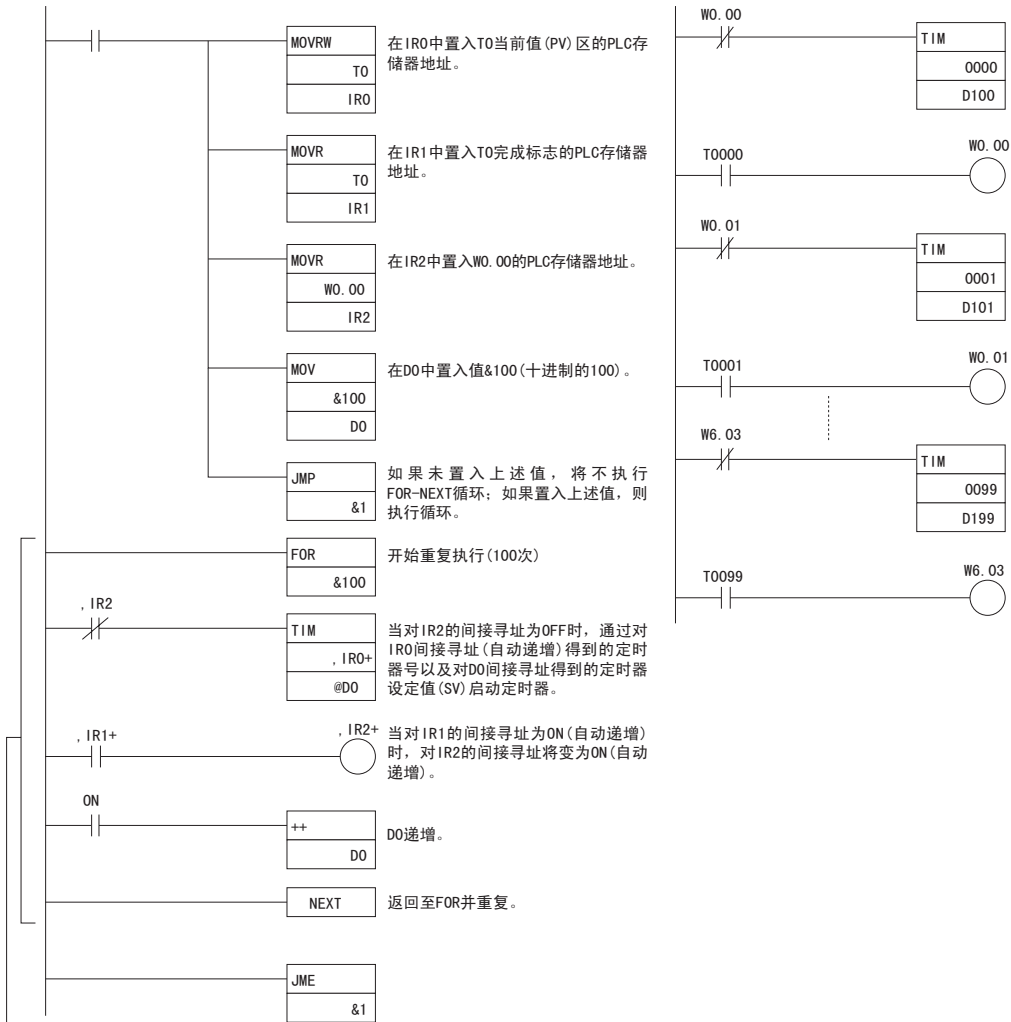 MOVRW
T0
IR0
在IR0中置入T0当前值(PV)区的PLC存
储器地址。
MOVR
T0
IR1
在IR1中置入T0完成标志的PLC存储器
地址。
MOVR
W0.00
IR2
在IR2中置入W0.00的PLC存储器地址。
MOV
&100
D0
在D0中置入值&100(十进制的100)。
JMP
&1
如果未置入上述值，将不执行
FOR-NEXT循环；如果置入上述值，则
执行循环。
FOR
&100
开始重复执行(100次)
,IR2
TIM
,IR0+
@D0
当对IR2的间接寻址为OFF时，通过对
IR0间接寻址(自动递增)得到的定时
器号以及对D0间接寻址得到的定时器
设定值(SV)启动定时器。
,IR1+
,IR2+
当对IR1的间接寻址为ON(自动递增)
时，对IR2的间接寻址将变为ON(自动
递增)。
ON
++
D0
D0递增。
NEXT
返回至FOR并重复。
JME
&1
W0.00
TIM
0000
D100
T0000
W0.00
W0.01
TIM
0001
D101
T0001
W0.01
W6.03
TIM
0099
D199
T0099
W6.03